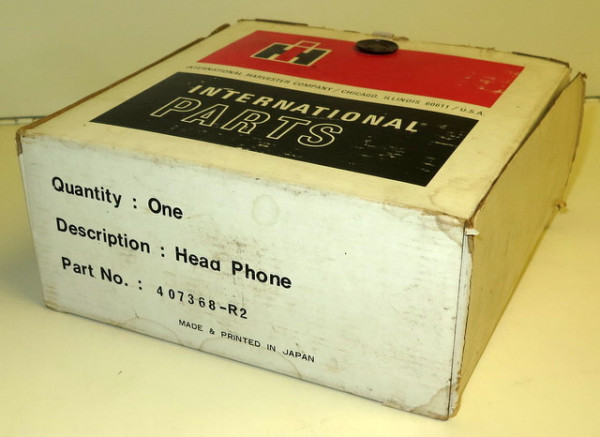 IH
INTERNATIONAL HARVESTER COMPANY / CHICAGO, ILLINOIS 60611 / U.S.A.
INTERNATIONAL
PARTS
Quantity : One
Description : Head Phone
Part No. : 407368-R2
MADE & PRINTED IN JAPAN